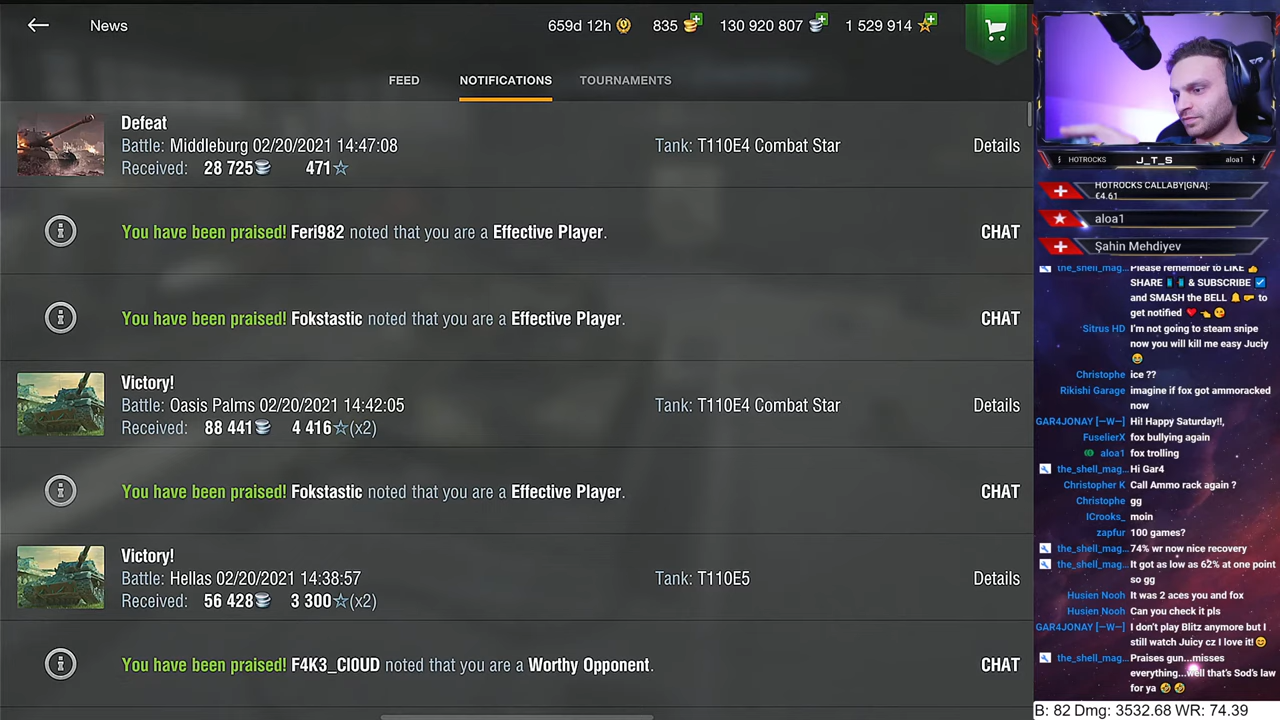 News
659d 12h
835
130 920 807
1 529 914
FEED
NOTIFICATIONS
TOURNAMENTS
Defeat
Battle: Middleburg 02/20/2021 14:47:08
Received: 28 725 471
Tank: T110E4 Combat Star
Details
You have been praised! Feri982 noted that you are a Effective Player.
CHAT
You have been praised! Fokstastic noted that you are a Effective Player.
CHAT
Victory!
Battle: Oasis Palms 02/20/2021 14:42:05
Received: 88 441 4 416 (x2)
Tank: T110E4 Combat Star
Details
You have been praised! Fokstastic noted that you are a Effective Player.
CHAT
Victory!
Battle: Hellas 02/20/2021 14:38:57
Received: 56 428 3 300 (x2)
Tank: T110E5
Details
You have been praised! F4K3_Cl0UD noted that you are a Worthy Opponent.
CHAT
HOTROCKS
J_T_S
aloa1
HOTROCKS CALLABY[GNA]:
€4.61
aloa1
Şahin Mehdiyev
the_shell_mag... Please remember to LIKE 👍
SHARE & SUBSCRIBE ☑
and SMASH the BELL 🔔 to
get notified ❤ 👈 😘
Sitrus HD I'm not going to steam snipe
now you will kill me easy Juciy
😂
Christophe ice ??
Rikishi Garage imagine if fox got ammoracked
now
GAR4JONAY [—W—] Hi! Happy Saturday!!,
FuselierX fox bullying again
aloa1 fox trolling
the_shell_mag... Hi Gar4
Christopher K Call Ammo rack again ?
Christophe gg
ICrooks_ moin
zapfur 100 games?
the_shell_mag... 74% wr now nice recovery
the_shell_mag... It got as low as 62% at one point
so gg
Husien Nooh It was 2 aces you and fox
Husien Nooh Can you check it pls
GAR4JONAY [—W—] I don't play Blitz anymore but I
still watch Juicy cz I love it!😊
the_shell_mag... Praises gun...misses
everything...well that's Sod's law
for ya 🤣 🤣
B: 82 Dmg: 3532.68 WR: 74.39